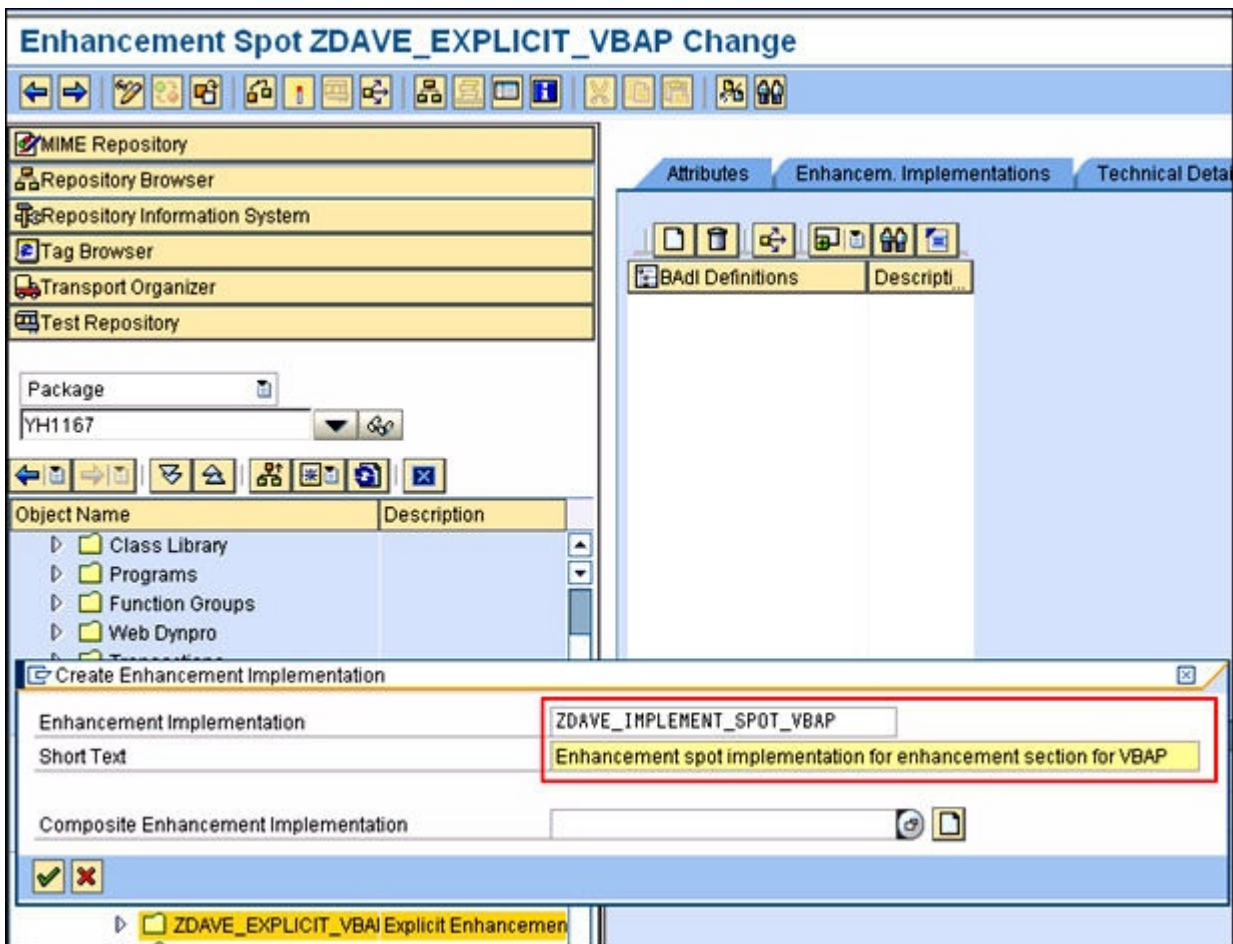 Enhancement Spot ZDAVE_EXPLICIT_VBAP Change
MIME Repository
Repository Browser
Repository Information System
Tag Browser
Transport Organizer
Test Repository
Attributes
Enhancem. Implementations
Technical Detai
BAdI Definitions
Descripti...
Package
YH1167
Object Name
Description
Class Library
Programs
Function Groups
Web Dynpro
Create Enhancement Implementation
Enhancement Implementation
ZDAVE_IMPLEMENT_SPOT_VBAP
Short Text
Enhancement spot implementation for enhancement section for VBAP
Composite Enhancement Implementation
ZDAVE_EXPLICIT_VBA
Explicit Enhancemen